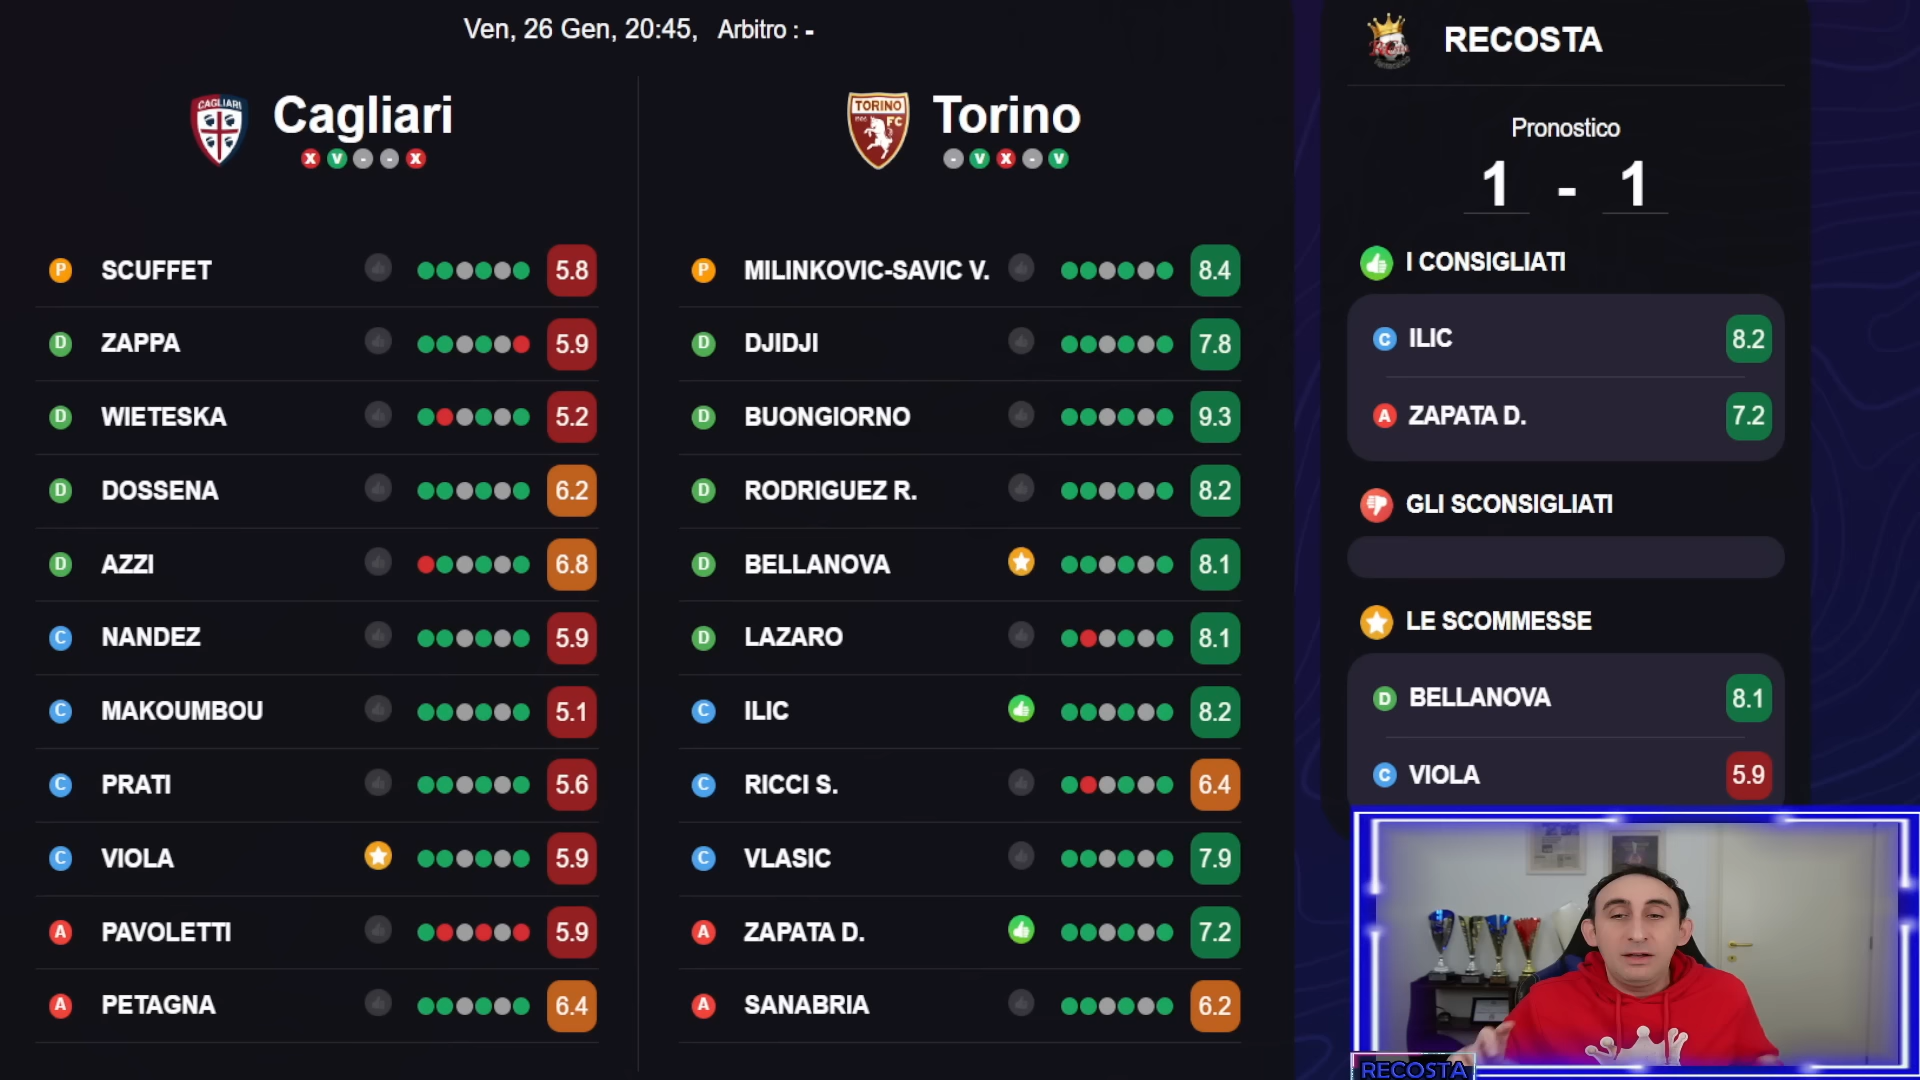 Ven, 26 Gen, 20:45, Arbitro : -
CAGLIARI
Cagliari
X V - - X
P SCUFFET 5.8
D ZAPPA 5.9
D WIETESKA 5.2
D DOSSENA 6.2
D AZZI 6.8
C NANDEZ 5.9
C MAKOUMBOU 5.1
C PRATI 5.6
C VIOLA 5.9
A PAVOLETTI 5.9
A PETAGNA 6.4
TORINO
FC
Torino
- V X - V
P MILINKOVIC-SAVIC V. 8.4
D DJIDJI 7.8
D BUONGIORNO 9.3
D RODRIGUEZ R. 8.2
D BELLANOVA 8.1
D LAZARO 8.1
C ILIC 8.2
C RICCI S. 6.4
C VLASIC 7.9
A ZAPATA D. 7.2
A SANABRIA 6.2
RECOSTA
Pronostico
1 - 1
I CONSIGLIATI
C ILIC 8.2
A ZAPATA D. 7.2
GLI SCONSIGLIATI
LE SCOMMESSE
D BELLANOVA 8.1
C VIOLA 5.9
RECOSTA